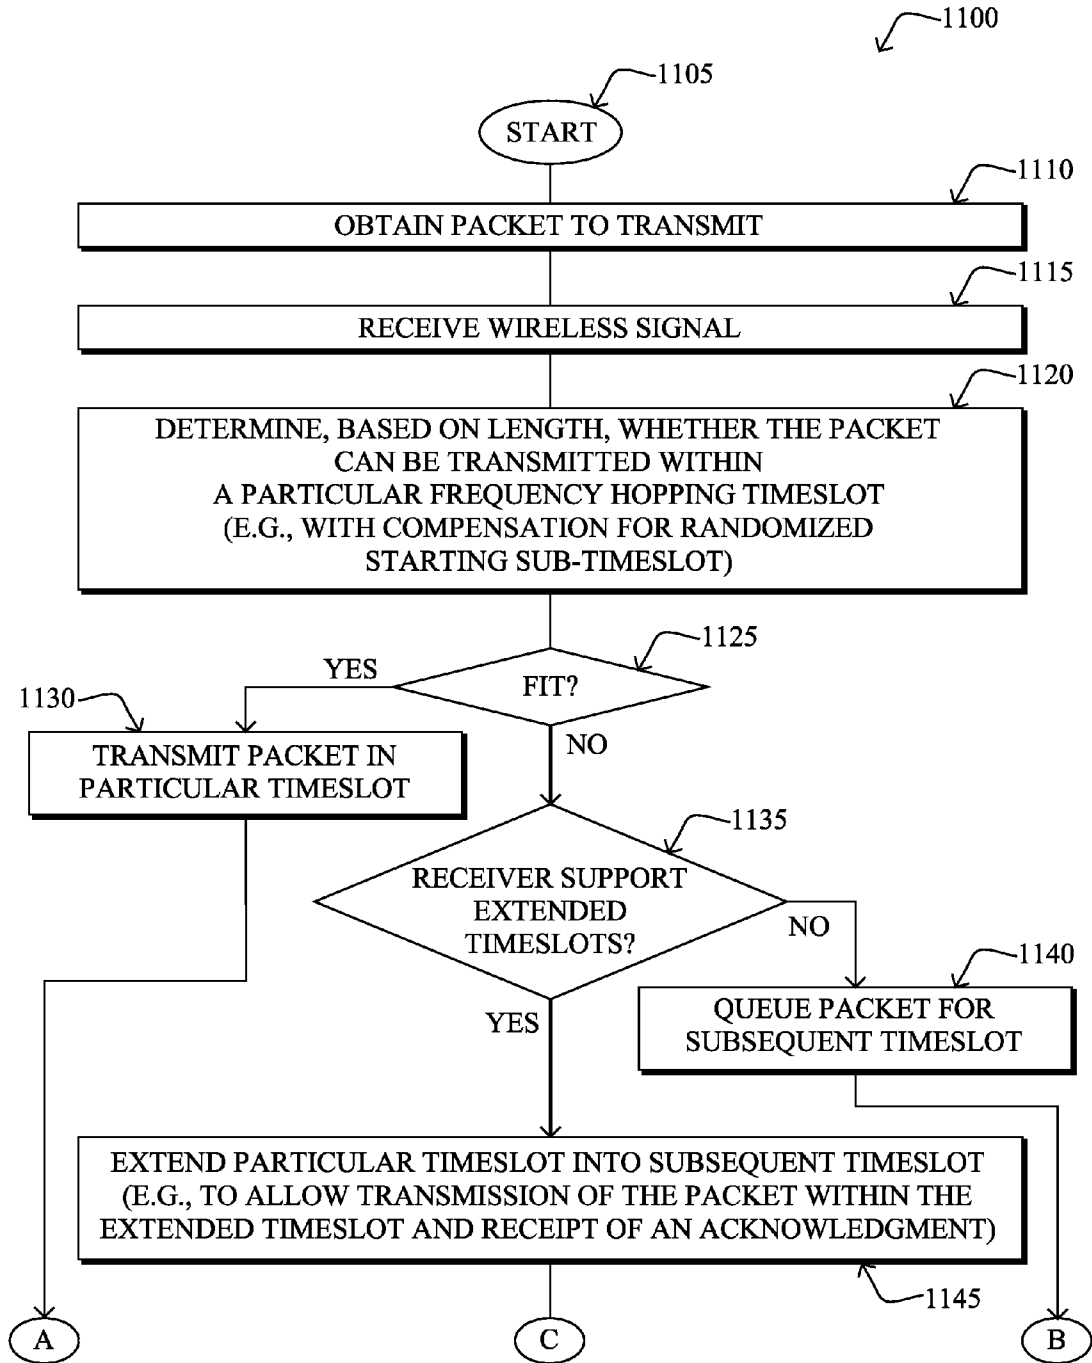 1100
1105
START
1110
OBTAIN PACKET TO TRANSMIT
1115
RECEIVE WIRELESS SIGNAL
1120
DETERMINE, BASED ON LENGTH, WHETHER THE PACKET
CAN BE TRANSMITTED WITHIN
A PARTICULAR FREQUENCY HOPPING TIMESLOT
(E.G., WITH COMPENSATION FOR RANDOMIZED
STARTING SUB-TIMESLOT)
1125
YES
FIT?
1130
NO
TRANSMIT PACKET IN
PARTICULAR TIMESLOT
1135
RECEIVER SUPPORT
EXTENDED
TIMESLOTS?
NO
1140
YES
QUEUE PACKET FOR
SUBSEQUENT TIMESLOT
EXTEND PARTICULAR TIMESLOT INTO SUBSEQUENT TIMESLOT
(E.G., TO ALLOW TRANSMISSION OF THE PACKET WITHIN THE
EXTENDED TIMESLOT AND RECEIPT OF AN ACKNOWLEDGMENT)
1145
A
C
B